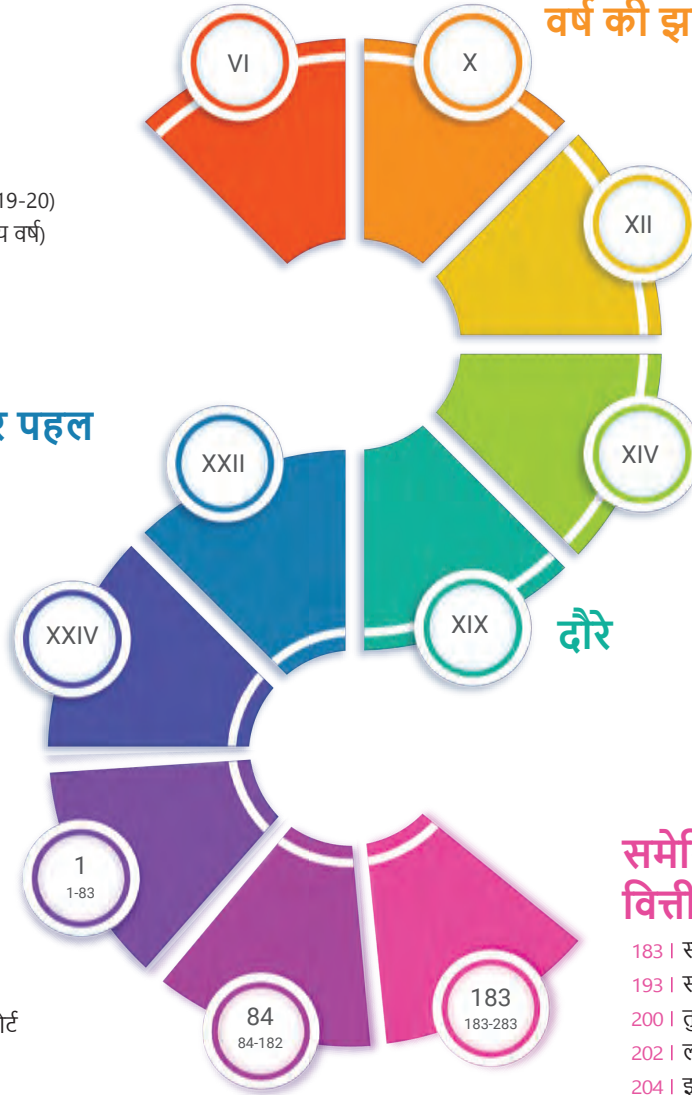 वर्ष की झ
VI
X
19-20)
य वर्ष)
XII
र पहल
XXII
XIV
XXIV
XIX
दौरे
1
1-83
समे
वित्ती
183 | स
193 | स
200 | तु
202 | ल
204 | इ
र्ट
84
84-182
183
183-283